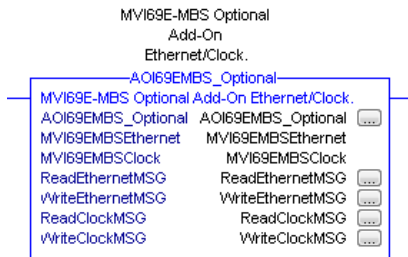 MVI69E-MBS Optional
Add-On
Ethernet/Clock.
AOI69EMBS_Optional
MVI69E-MBS Optional Add-On Ethernet/Clock.
AOI69EMBS_Optional AOI69EMBS_Optional ...
MVI69EMBSEthernet MVI69EMBSEthernet
MVI69EMBSClock MVI69EMBSClock
ReadEthernetMSG ReadEthernetMSG ...
WriteEthernetMSG WriteEthernetMSG ...
ReadClockMSG ReadClockMSG ...
WriteClockMSG WriteClockMSG ...